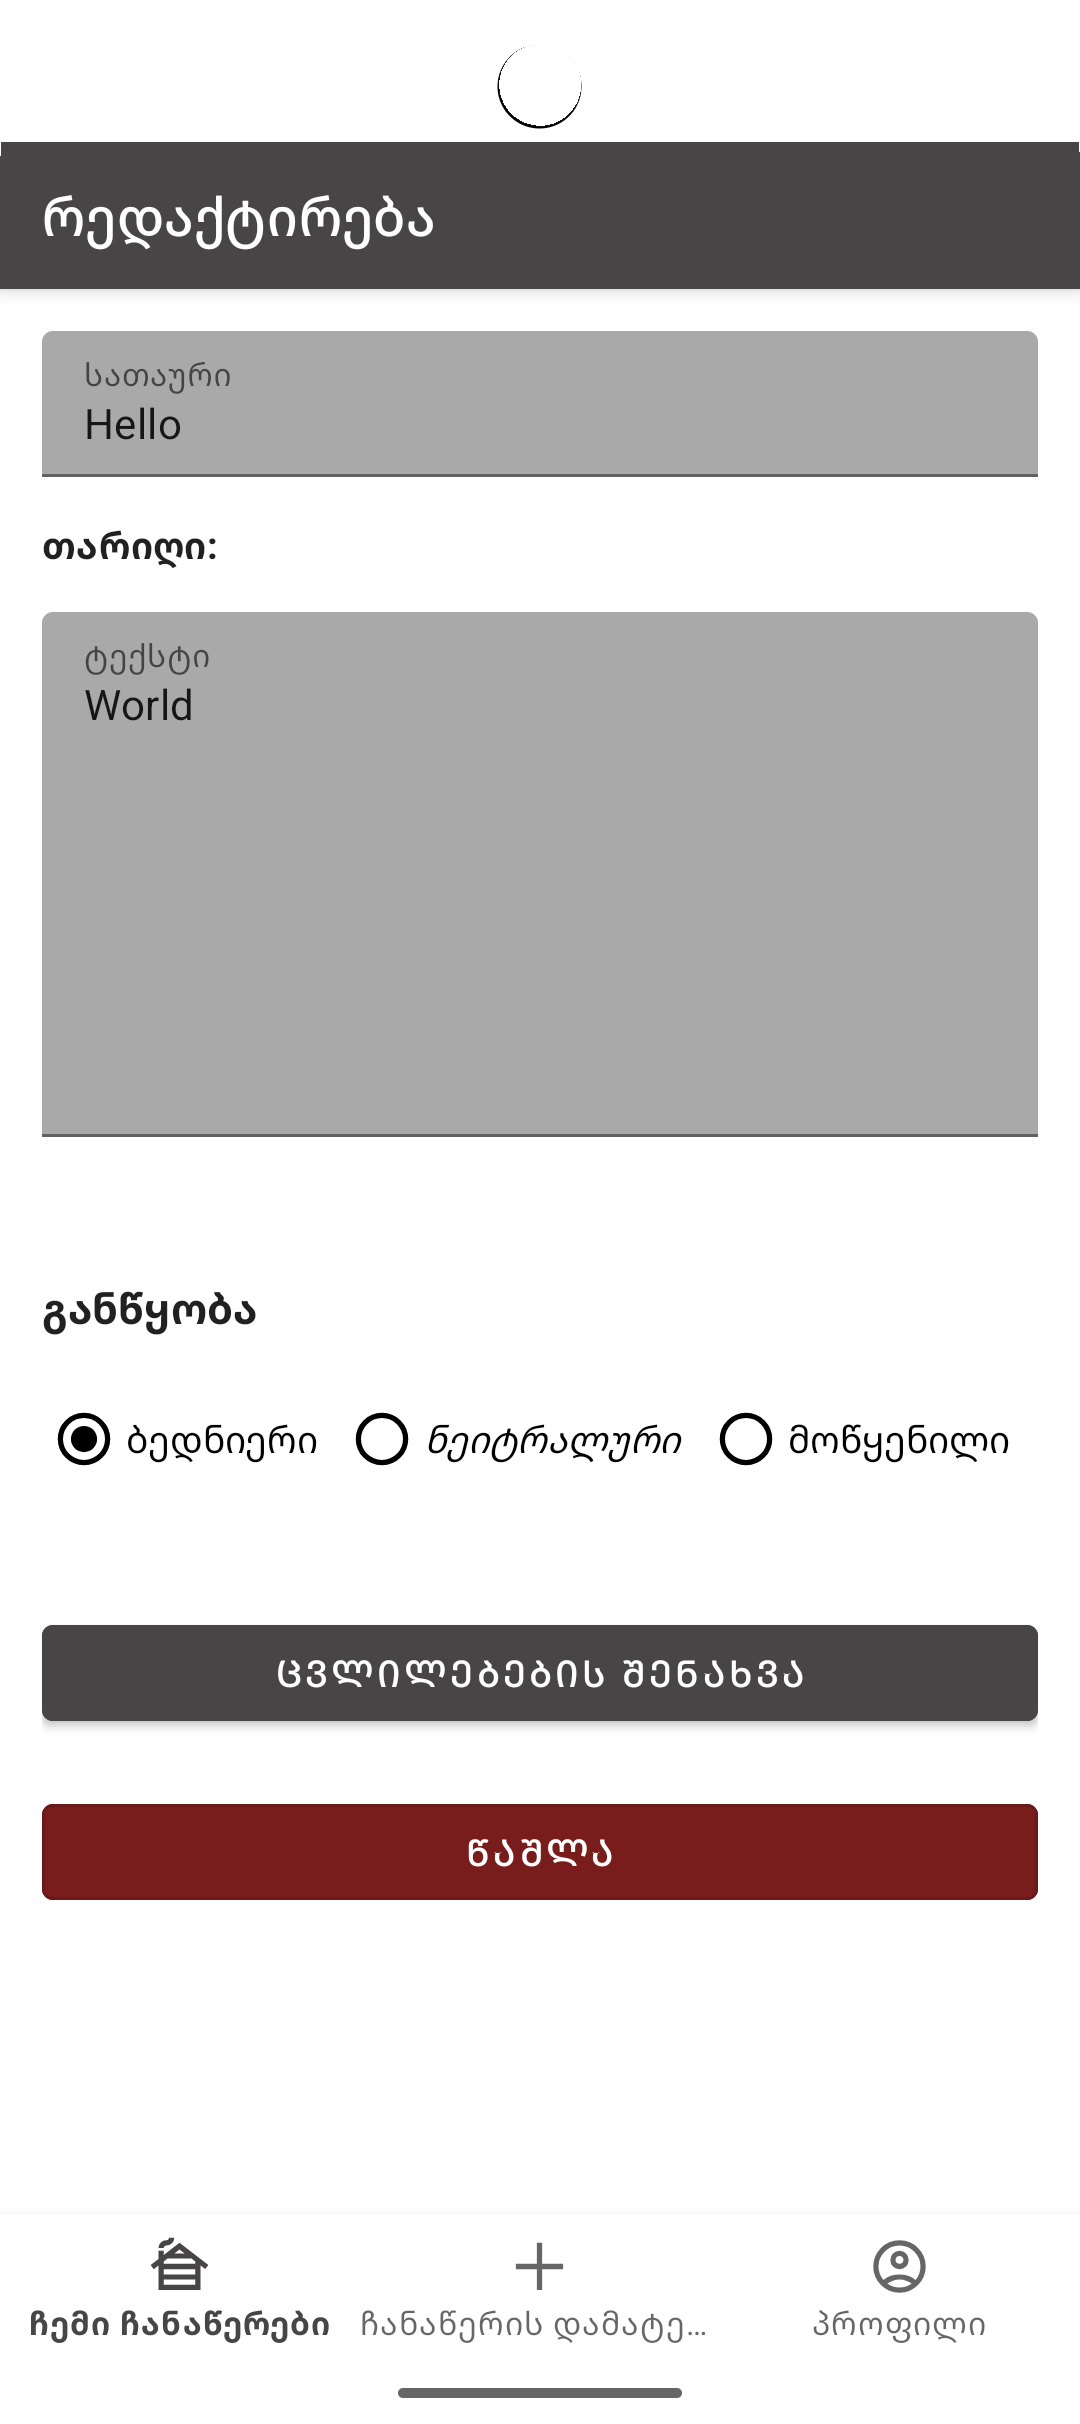 რედაქტირება
სათაური
Hello
თარიღი:
ტექსტი
World
განწყობა
ბედნიერი ნეიტრალური მოწყენილი
ცვლილებების შენახვა
წაშლა
ჩემი ჩანაწერები ჩანაწერის დამატე... პროფილი